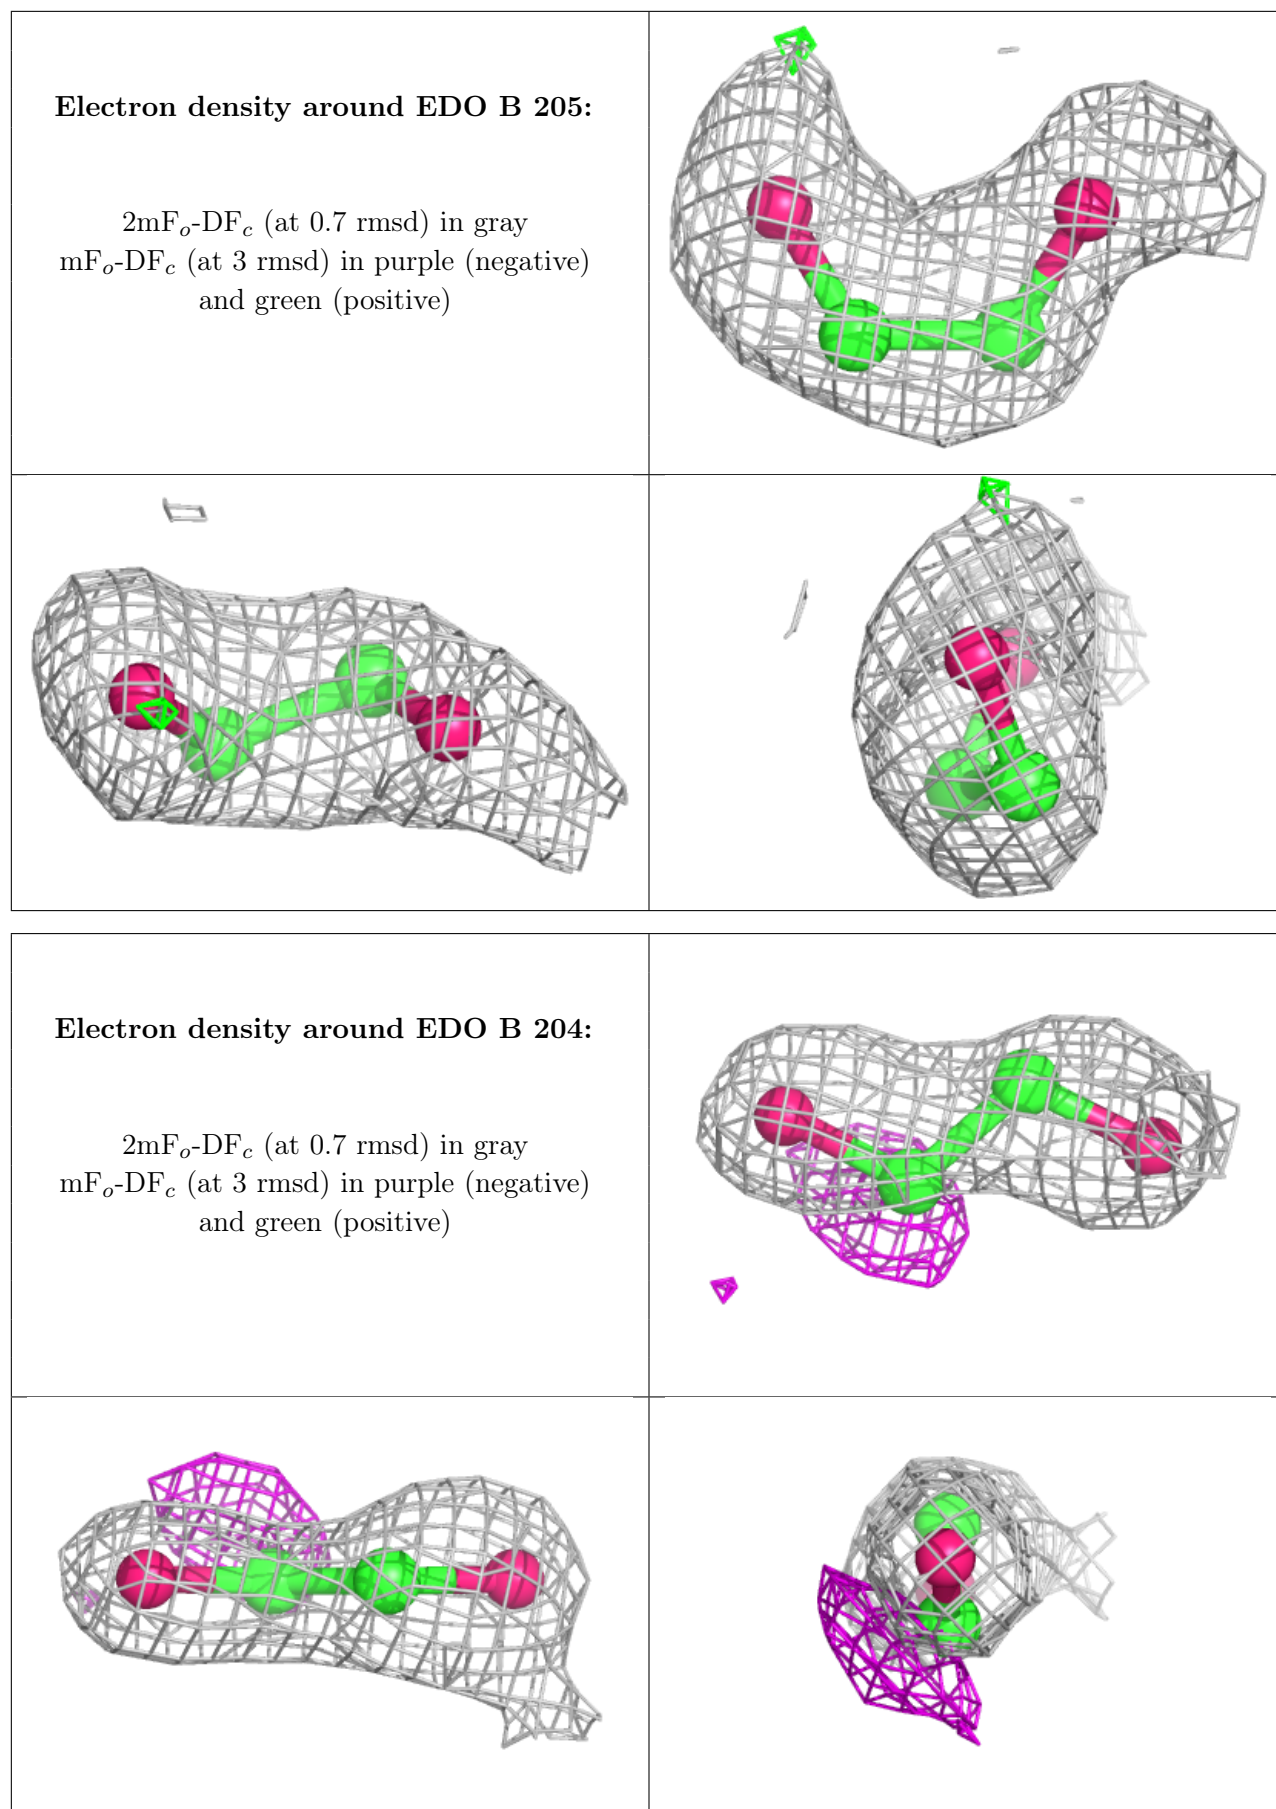 Electron density around EDO B 205:
2mFo-DFc (at 0.7 rmsd) in gray
mFo-DFc (at 3 rmsd) in purple (negative)
and green (positive)
Electron density around EDO B 204:
2mFo-DFc (at 0.7 rmsd) in gray
mFo-DFc (at 3 rmsd) in purple (negative)
and green (positive)